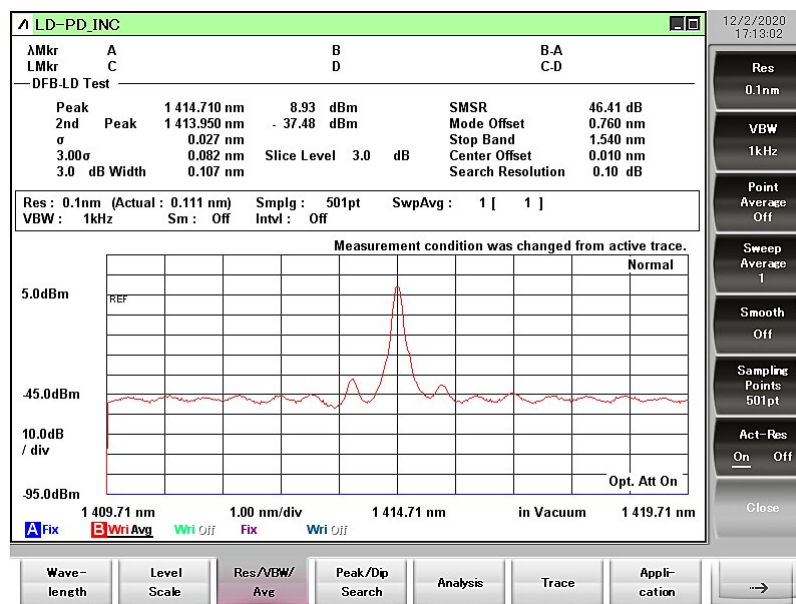 Λ LD-PD_INC
12/2/2020
17:13:02
λMkr A B B-A
LMkr C D C-D
DFB-LD Test
Peak 1 414.710 nm 8.93 dBm SMSR 46.41 dB
2nd Peak 1 413.950 nm - 37.48 dBm Mode Offset 0.760 nm
σ 0.027 nm Stop Band 1.540 nm
3.00σ 0.082 nm Slice Level 3.0 dB Center Offset 0.010 nm
3.0 dB Width 0.107 nm Search Resolution 0.10 dB
Res : 0.1nm (Actual : 0.111 nm) Smplg : 501pt SwpAvg : 1 [ 1 ]
VBW : 1kHz Sm : Off Intvl : Off
Measurement condition was changed from active trace.
Normal
5.0dBm
REF
-45.0dBm
10.0dB
/ div
Opt. Att On
-95.0dBm
1 409.71 nm 1.00 nm/div 1 414.71 nm in Vacuum 1 419.71 nm
A Fix B Wri Avg Wri Off Fix Wri Off
Res
0.1nm
VBW
1kHz
Point
Average
Off
Sweep
Average
1
Smooth
Off
Sampling
Points
501pt
Act-Res
On Off
Close
Wave-
length
Level
Scale
Res/VBW/
Avg
Peak/Dip
Search
Analysis
Trace
Appli-
cation